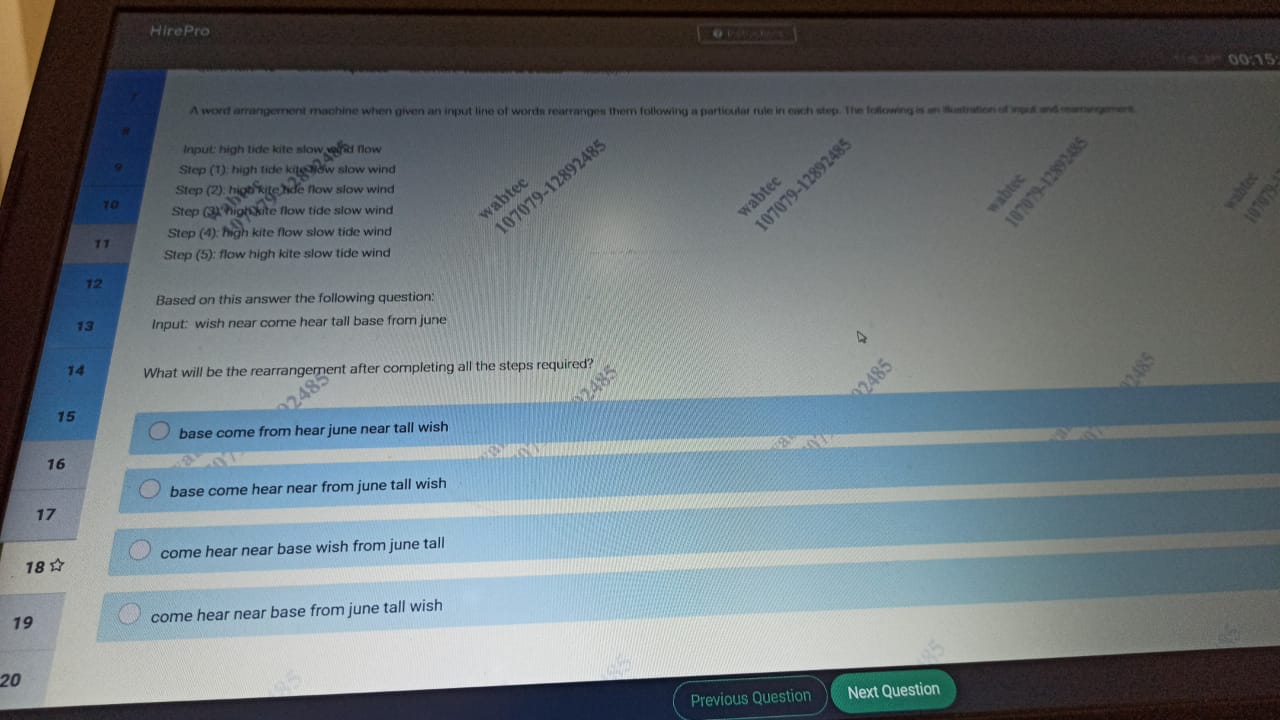 HirePro
00:15:
7
A word arrangement machine when given an input line of words rearranges them following a particular rule in each step. The following is an illustration of input and rearrangement.
8
Input: high tide kite slow wind flow
9
Step (1): high tide kite flow slow wind
Step (2): high kite tide flow slow wind
10
Step (3): high kite flow tide slow wind
Step (4): high kite flow slow tide wind
11
Step (5): flow high kite slow tide wind
wabtec
107079-12892485
wabtec
107079-12892485
wabtec
107079-12892485
wabtec
12
Based on this answer the following question:
13
Input: wish near come hear tall base from june
14
What will be the rearrangement after completing all the steps required?
15
base come from hear june near tall wish
16
base come hear near from june tall wish
17
come hear near base wish from june tall
18
come hear near base from june tall wish
19
20
Previous Question
Next Question